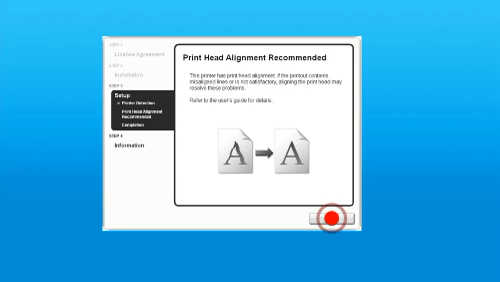 STEP 1
License Agreement
STEP 2
Installation
STEP 3
Setup
✓ Printer Detection
Print Head Alignment
Recommended
Completion
STEP 4
Information
Print Head Alignment Recommended
This printer has print head alignment. If the printout contains
misaligned lines or is not satisfactory, aligning the print head may
resolve these problems.
Refer to the user's guide for details.
A
A